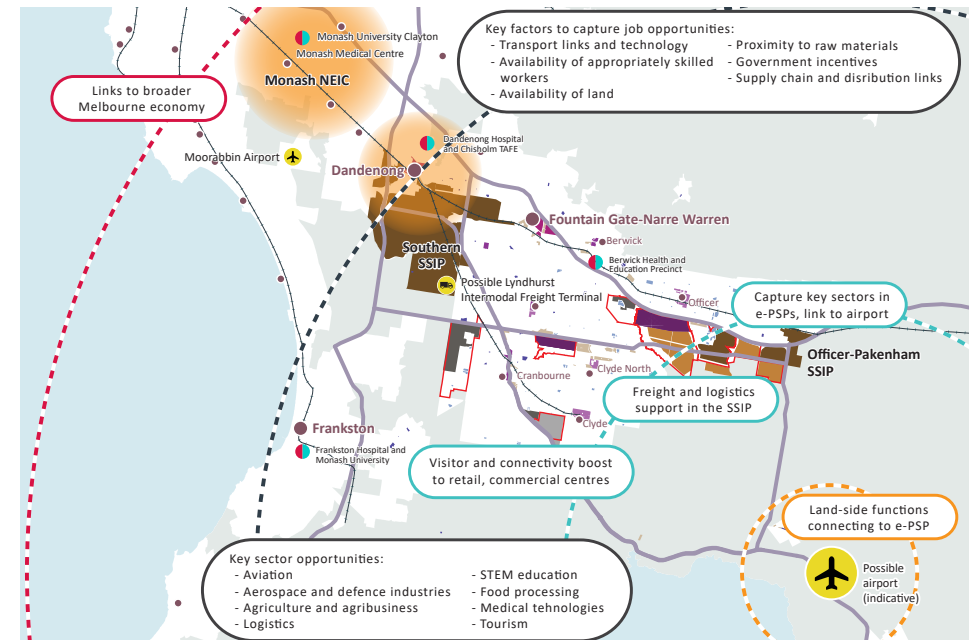 Key factors to capture job opportunities:
- Transport links and technology
- Availability of appropriately skilled
workers
- Availability of land
- Proximity to raw materials
- Government incentives
- Supply chain and disribution links
Monash University Clayton
Monash Medical Centre
Monash NEIC
Links to broader
Melbourne economy
Dandenong Hospital
and Chisholm TAFE
Moorabbin Airport
Dandenong
Fountain Gate-Narre Warren
Berwick
Southern
SSIP
Berwick Health and
Education Precinct
Possible Lyndhurst
Intermodal Freight Terminal
Officer
Capture key sectors in
e-PSPs, link to airport
Officer-Pakenham
SSIP
Cranbourne
Clyde North
Freight and logistics
support in the SSIP
Clyde
Frankston
Frankston Hospital and
Monash University
Visitor and connectivity boost
to retail, commercial centres
Land-side functions
connecting to e-PSP
Possible
airport
(indicative)
Key sector opportunities:
- Aviation
- Aerospace and defence industries
- Agriculture and agribusiness
- Logistics
- STEM education
- Food processing
- Medical tehnologies
- Tourism